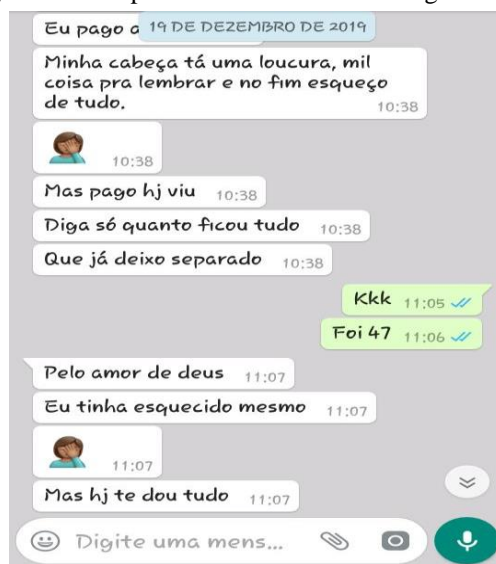 19 DE DEZEMBRO DE 2019
Eu pago
Minha cabeça tá uma loucura, mil
coisa pra lembrar e no fim esqueço
de tudo.
10:38
10:38
Mas pago hj viu 10:38
Diga só quanto ficou tudo 10:38
Que já deixo separado 10:38
Kkk 11:05
Foi 47 11:06
Pelo amor de deus 11:07
Eu tinha esquecido mesmo 11:07
11:07
Mas hj te dou tudo 11:07
Digite uma mens...